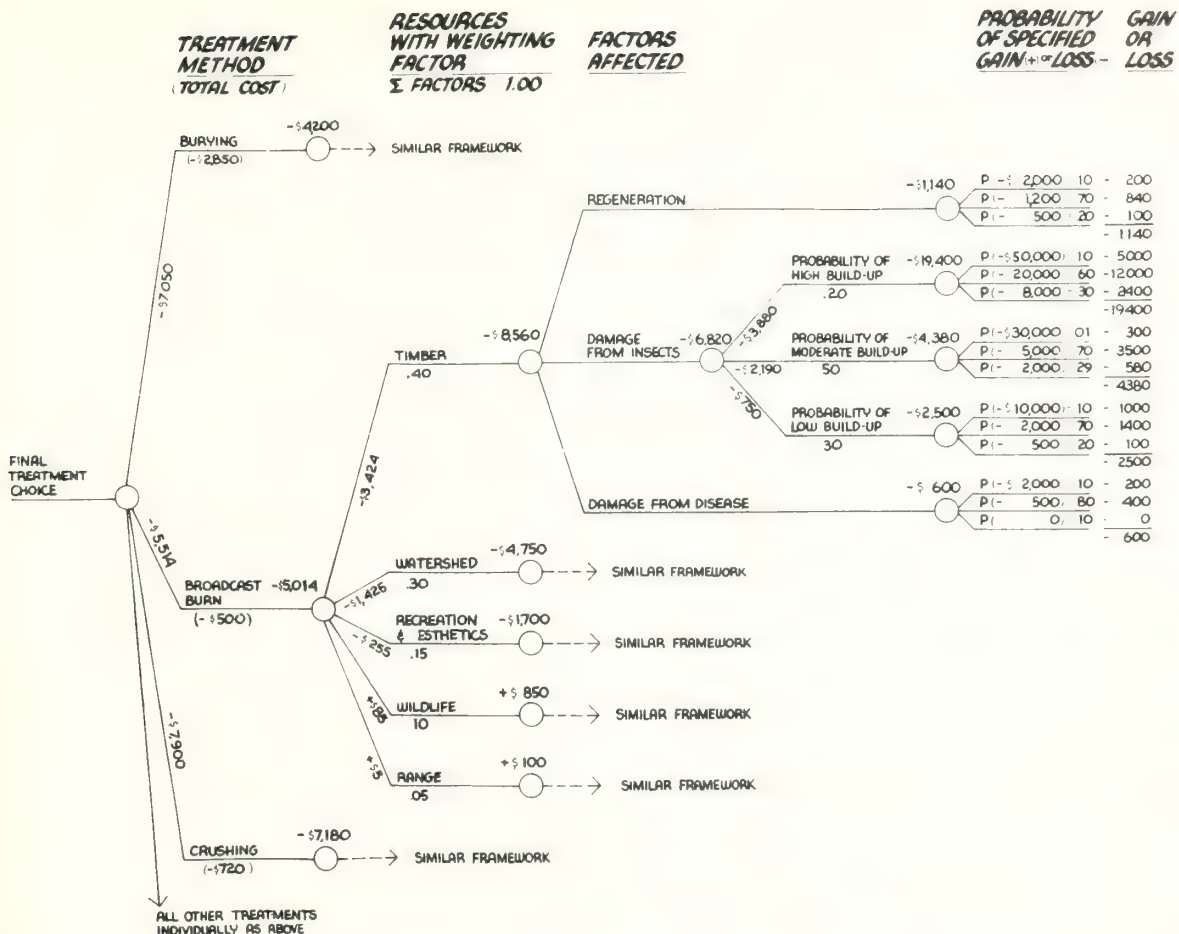 TREATMENT METHOD
(TOTAL COST)
RESOURCES WITH WEIGHTING FACTOR
Σ FACTORS 1.00
FACTORS AFFECTED
PROBABILITY OF SPECIFIED GAIN (+) or LOSS -
GAIN OR LOSS
FINAL
TREATMENT
CHOICE
-$7050
BURYING
(-$2,850)
-$4200
SIMILAR FRAMEWORK
-$5,514
BROADCAST
BURN
(-$500)
-$5,014
-$3,424
TIMBER
.40
-$8,560
REGENERATION
-$1,140
P -$ 2,000 10 - 200
P(- 1,200 70 - 840
P(- 500 20 - 100
- 1140
DAMAGE
FROM INSECTS
-$6,820
-$3,880
PROBABILITY OF
HIGH BUILD-UP
.20
-$19,400
P(-$50,000) 10 - 5000
P(- 20,000 60 -12000
P(- 8,000 30 - 2400
-19400
-$2,190
PROBABILITY OF
MODERATE BUILD-UP
50
-$4,380
P(-$30,000 01 - 300
P(- 5,000 70 - 3500
P(- 2,000 29 - 580
- 4380
-$750
PROBABILITY OF
LOW BUILD-UP
30
-$2,500
P(-$10,000) 10 - 1000
P(- 2,000 70 - 1400
P(- 500 20 - 100
- 2500
DAMAGE FROM DISEASE
-$ 600
P(-$ 2,000 10 - 200
P(- 500, 80 - 400
P( 0, 10 0
- 600
-$1,425
WATERSHED
.30
-$4,750
SIMILAR FRAMEWORK
-$255
RECREATION
& ESTHETICS
.15
-$1,700
SIMILAR FRAMEWORK
+$85
WILDLIFE
10
+$ 850
SIMILAR FRAMEWORK
+$5
RANGE
.05
+$ 100
SIMILAR FRAMEWORK
-$7,900
CRUSHING
(-$720)
-$7,180
SIMILAR FRAMEWORK
ALL OTHER TREATMENTS
INDIVIDUALLY AS ABOVE